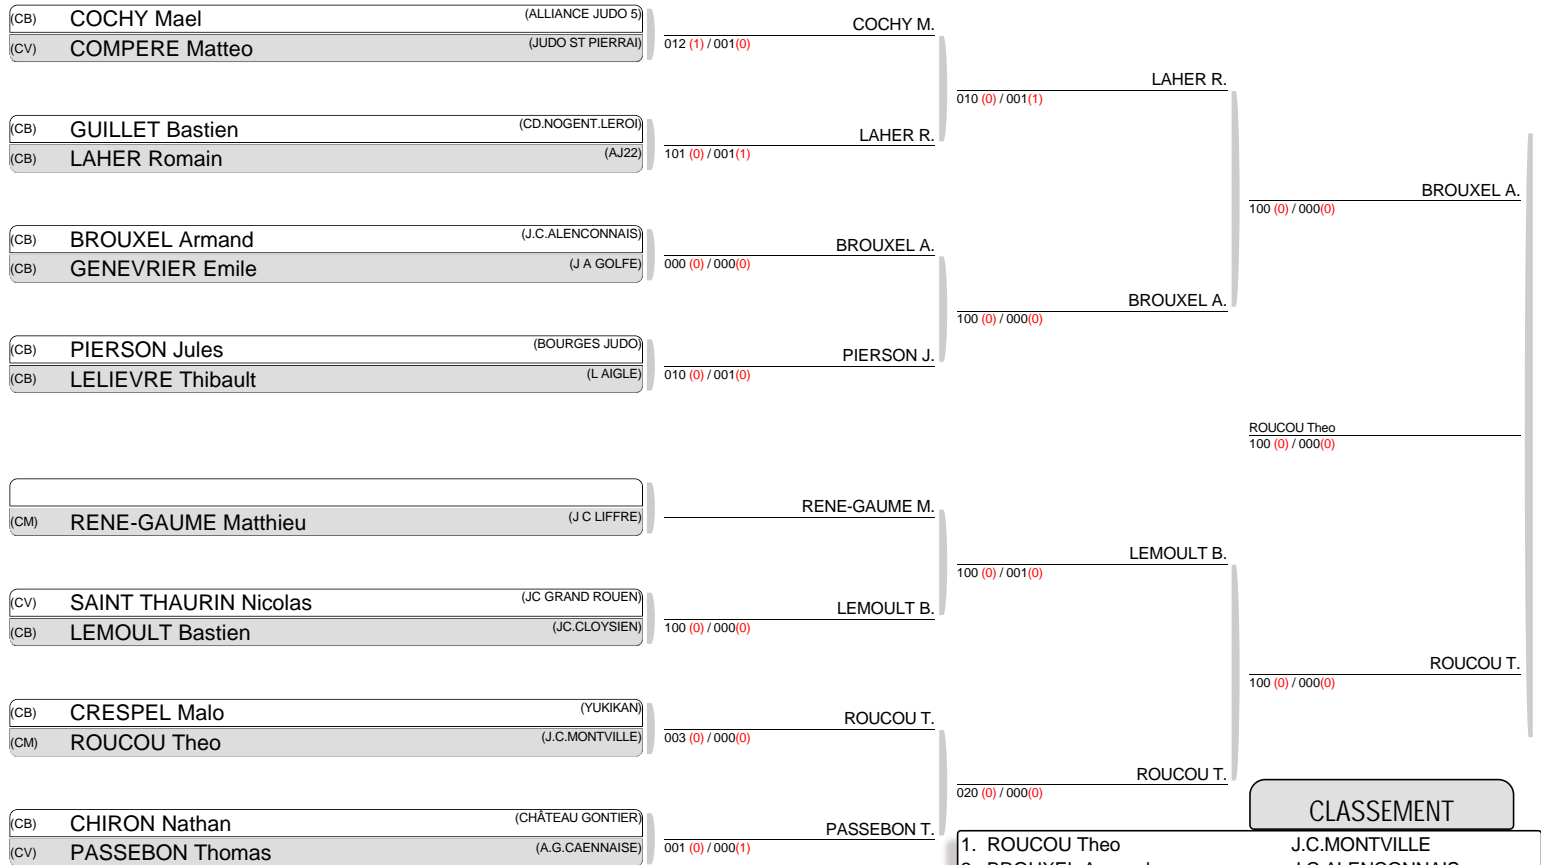 (CB) COCHY Mael (ALLIANCE JUDO 5)
(CV) COMPERE Matteo (JUDO ST PIERRAI)
COCHY M.
012 (1) / 001(0)
LAHER R.
010 (0) / 001(1)
(CB) GUILLET Bastien (CD.NOGENT.LEROI)
(CB) LAHER Romain (AJ22)
LAHER R.
101 (0) / 001(1)
BROUXEL A.
100 (0) / 000(0)
(CB) BROUXEL Armand (J.C.ALENCONNAIS)
(CB) GENEVRIER Emile (J A GOLFE)
BROUXEL A.
000 (0) / 000(0)
BROUXEL A.
100 (0) / 000(0)
(CB) PIERSON Jules (BOURGES JUDO)
(CB) LELIEVRE Thibault (L AIGLE)
PIERSON J.
010 (0) / 001(0)
ROUCOU Theo
100 (0) / 000(0)
(CM) RENE-GAUME Matthieu (J C LIFFRE)
RENE-GAUME M.
LEMOULT B.
100 (0) / 001(0)
(CV) SAINT THAURIN Nicolas (JC GRAND ROUEN)
(CB) LEMOULT Bastien (JC.CLOYSIEN)
LEMOULT B.
100 (0) / 000(0)
ROUCOU T.
100 (0) / 000(0)
(CB) CRESPEL Malo (YUKIKAN)
(CM) ROUCOU Theo (J.C.MONTVILLE)
ROUCOU T.
003 (0) / 000(0)
ROUCOU T.
020 (0) / 000(0)
(CB) CHIRON Nathan (CHÂTEAU GONTIER)
(CV) PASSEBON Thomas (A.G.CAENNAISE)
PASSEBON T.
001 (0) / 000(1)
CLASSEMENT
1. ROUCOU Theo J.C.MONTVILLE
2. BROUXEL Armand J.C.ALENCONNAIS